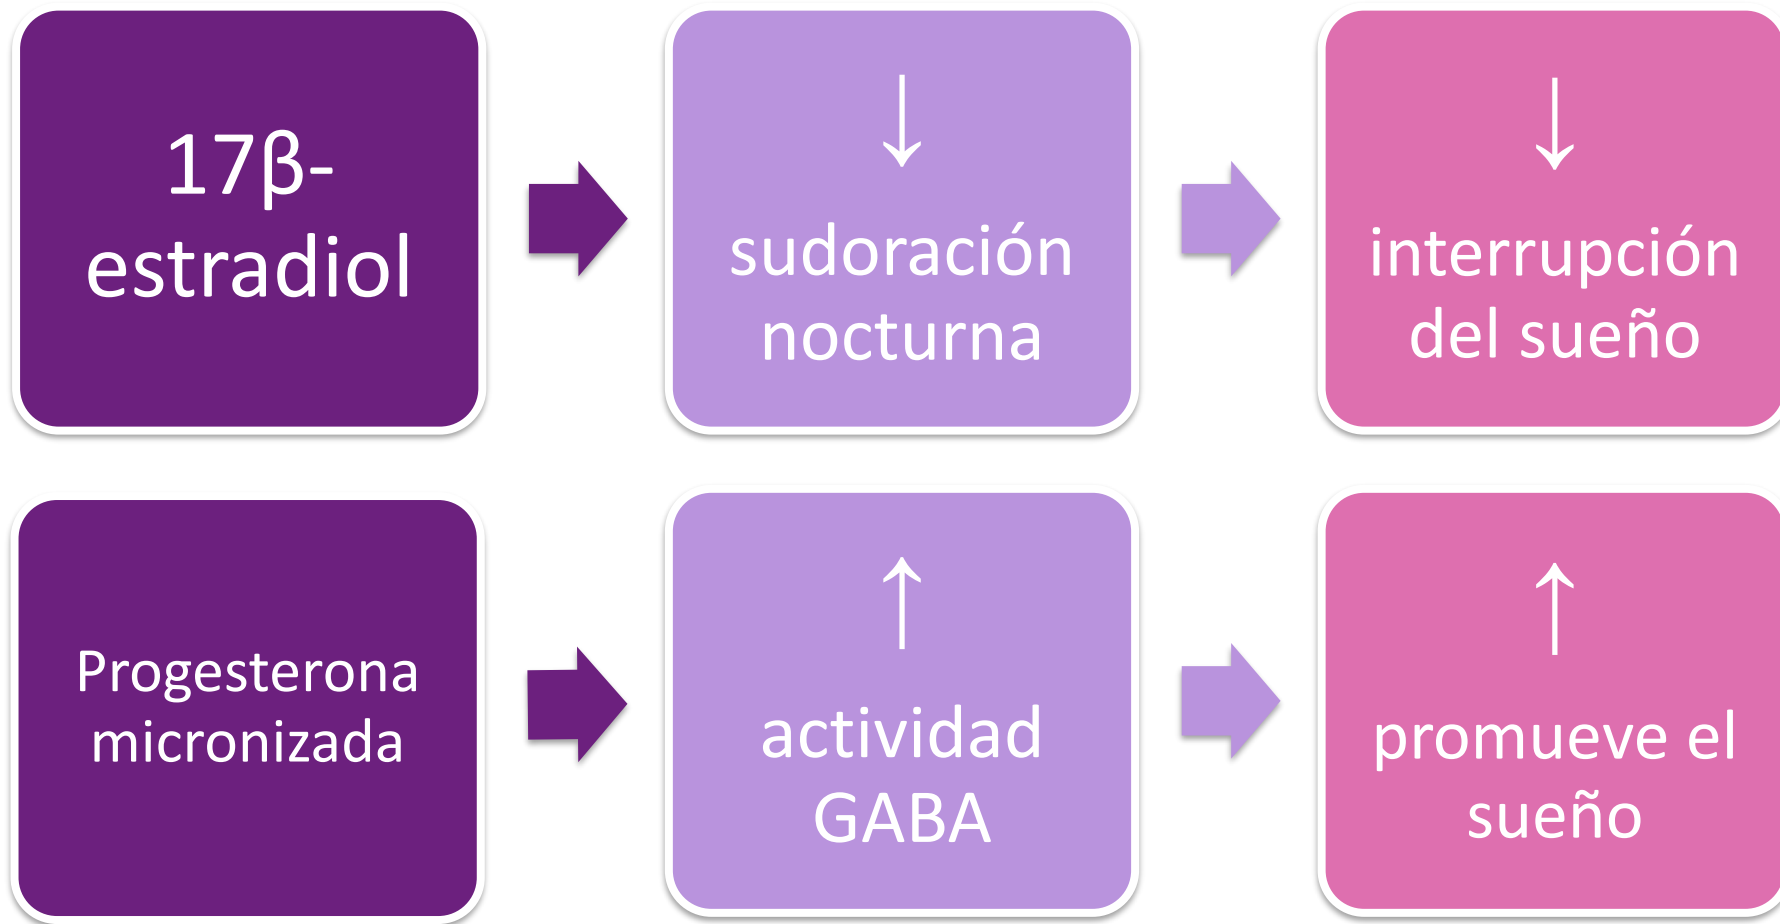 17β-
estradiol
↓
sudoración
nocturna
↓
interrupción
del sueño
Progesterona
micronizada
↑
actividad
GABA
↑
promueve el
sueño